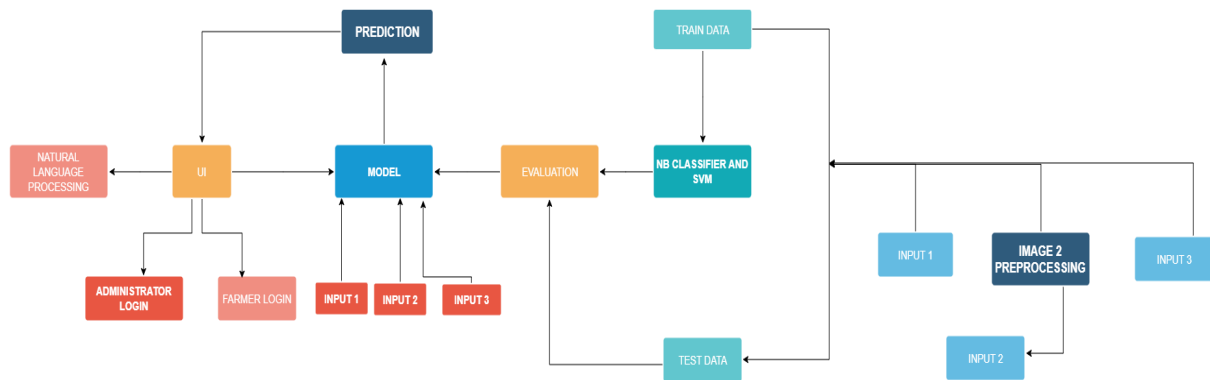 PREDICTION
TRAIN DATA
NATURAL
LANGUAGE
PROCESSING
UI
MODEL
EVALUATION
NB CLASSIFIER AND
SVM
INPUT 1
IMAGE 2
PREPROCESSING
INPUT 3
ADMINISTRATOR
LOGIN
FARMER LOGIN
INPUT 1
INPUT 2
INPUT 3
TEST DATA
INPUT 2